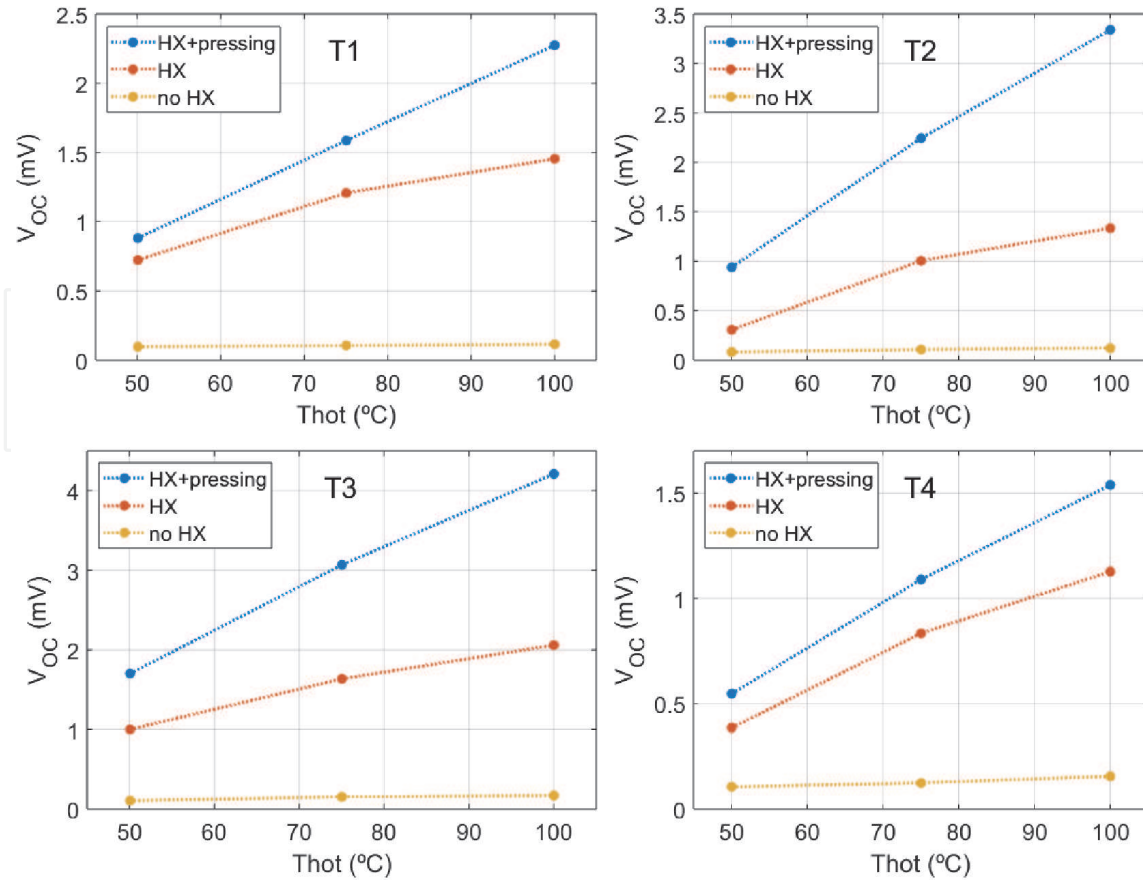 T1
HX+pressing
HX
no HX
V_OC (mV)
2.5
2
1.5
1
0.5
0
50 60 70 80 90 100
Thot (ºC)
T2
HX+pressing
HX
no HX
V_OC (mV)
3.5
3
2.5
2
1.5
1
0.5
0
50 60 70 80 90 100
Thot (ºC)
T3
HX+pressing
HX
no HX
V_OC (mV)
4
3
2
1
0
50 60 70 80 90 100
Thot (ºC)
T4
HX+pressing
HX
no HX
V_OC (mV)
1.5
1
0.5
0
50 60 70 80 90 100
Thot (ºC)